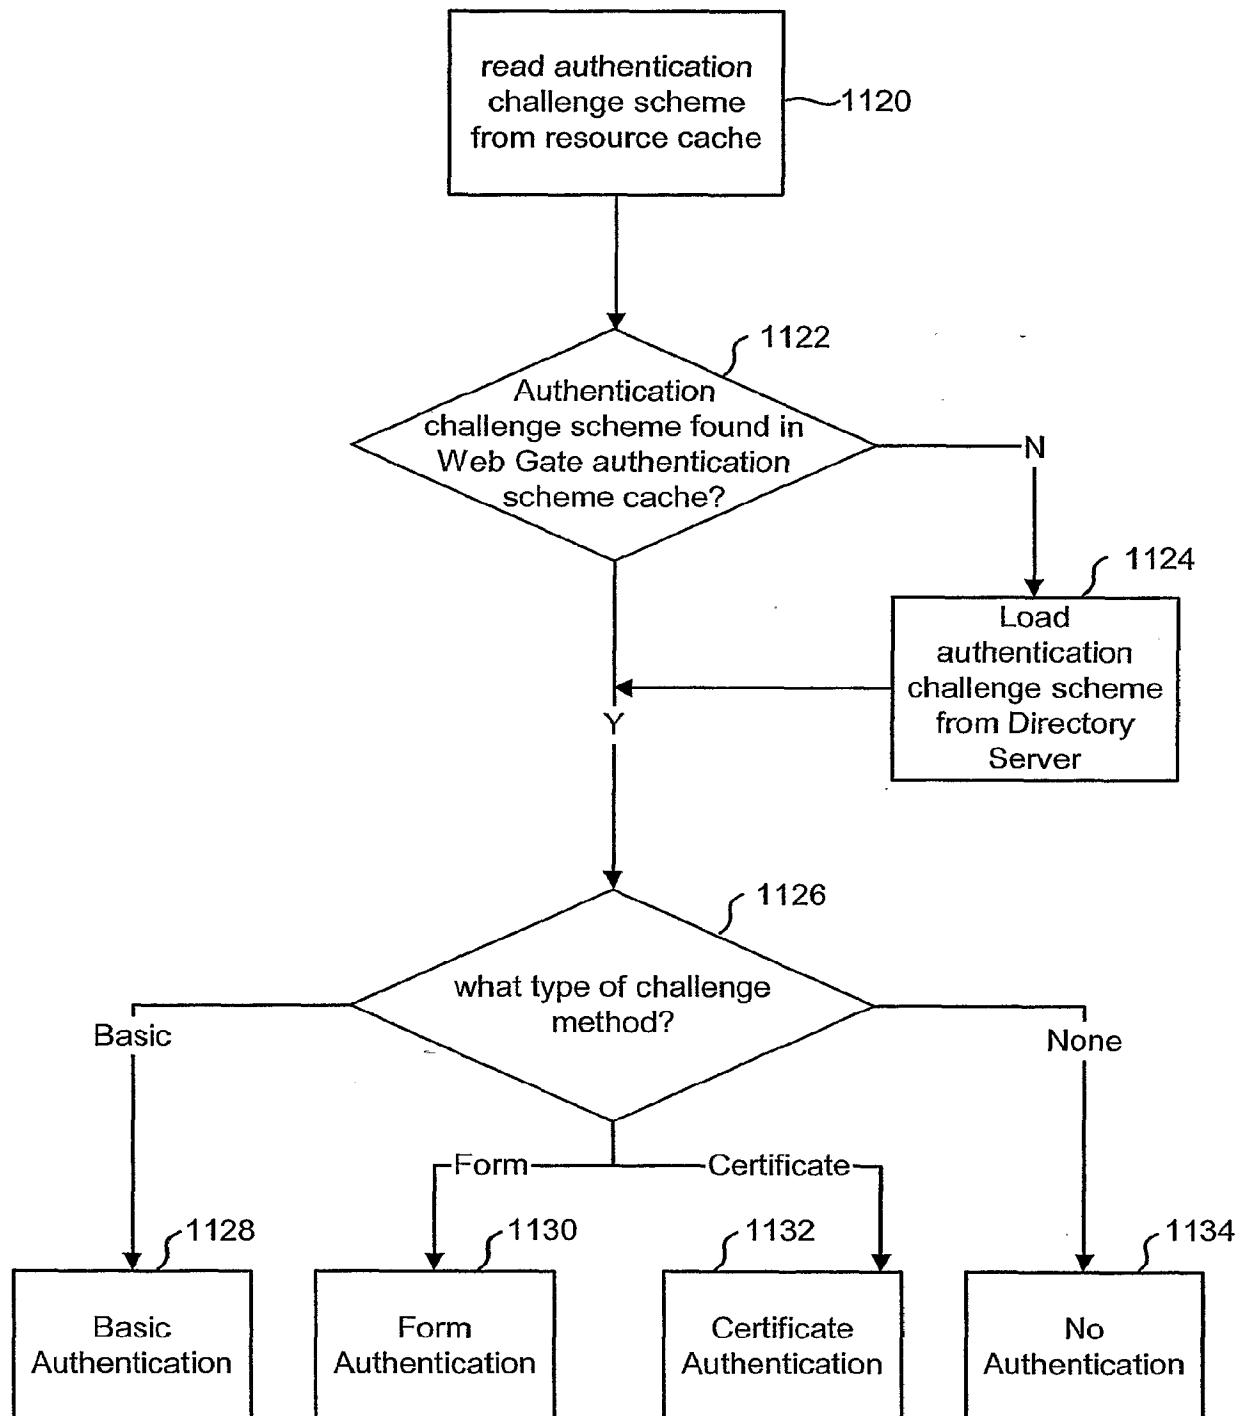 read authentication
challenge scheme
from resource cache
1120
1122
Authentication
challenge scheme found in
Web Gate authentication
scheme cache?
N
1124
Load
authentication
challenge scheme
from Directory
Server
Y
1126
what type of challenge
method?
Basic
None
Form
Certificate
1128
1130
1132
1134
Basic
Authentication
Form
Authentication
Certificate
Authentication
No
Authentication